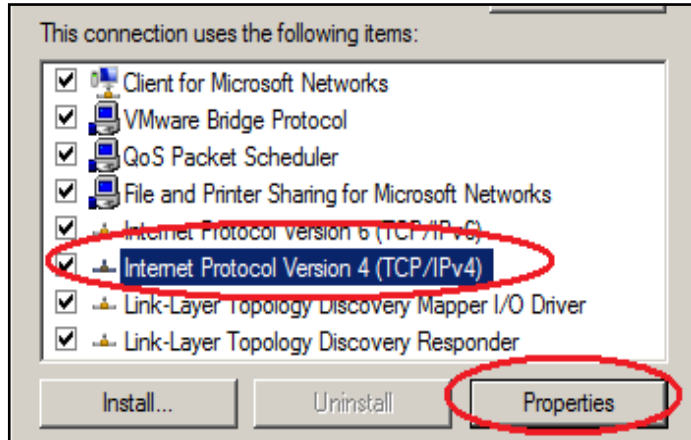 This connection uses the following items:
Client for Microsoft Networks
VMware Bridge Protocol
QoS Packet Scheduler
File and Printer Sharing for Microsoft Networks
Internet Protocol Version 6 (TCP/IPv6)
Internet Protocol Version 4 (TCP/IPv4)
Link-Layer Topology Discovery Mapper I/O Driver
Link-Layer Topology Discovery Responder
Install... Uninstall Properties